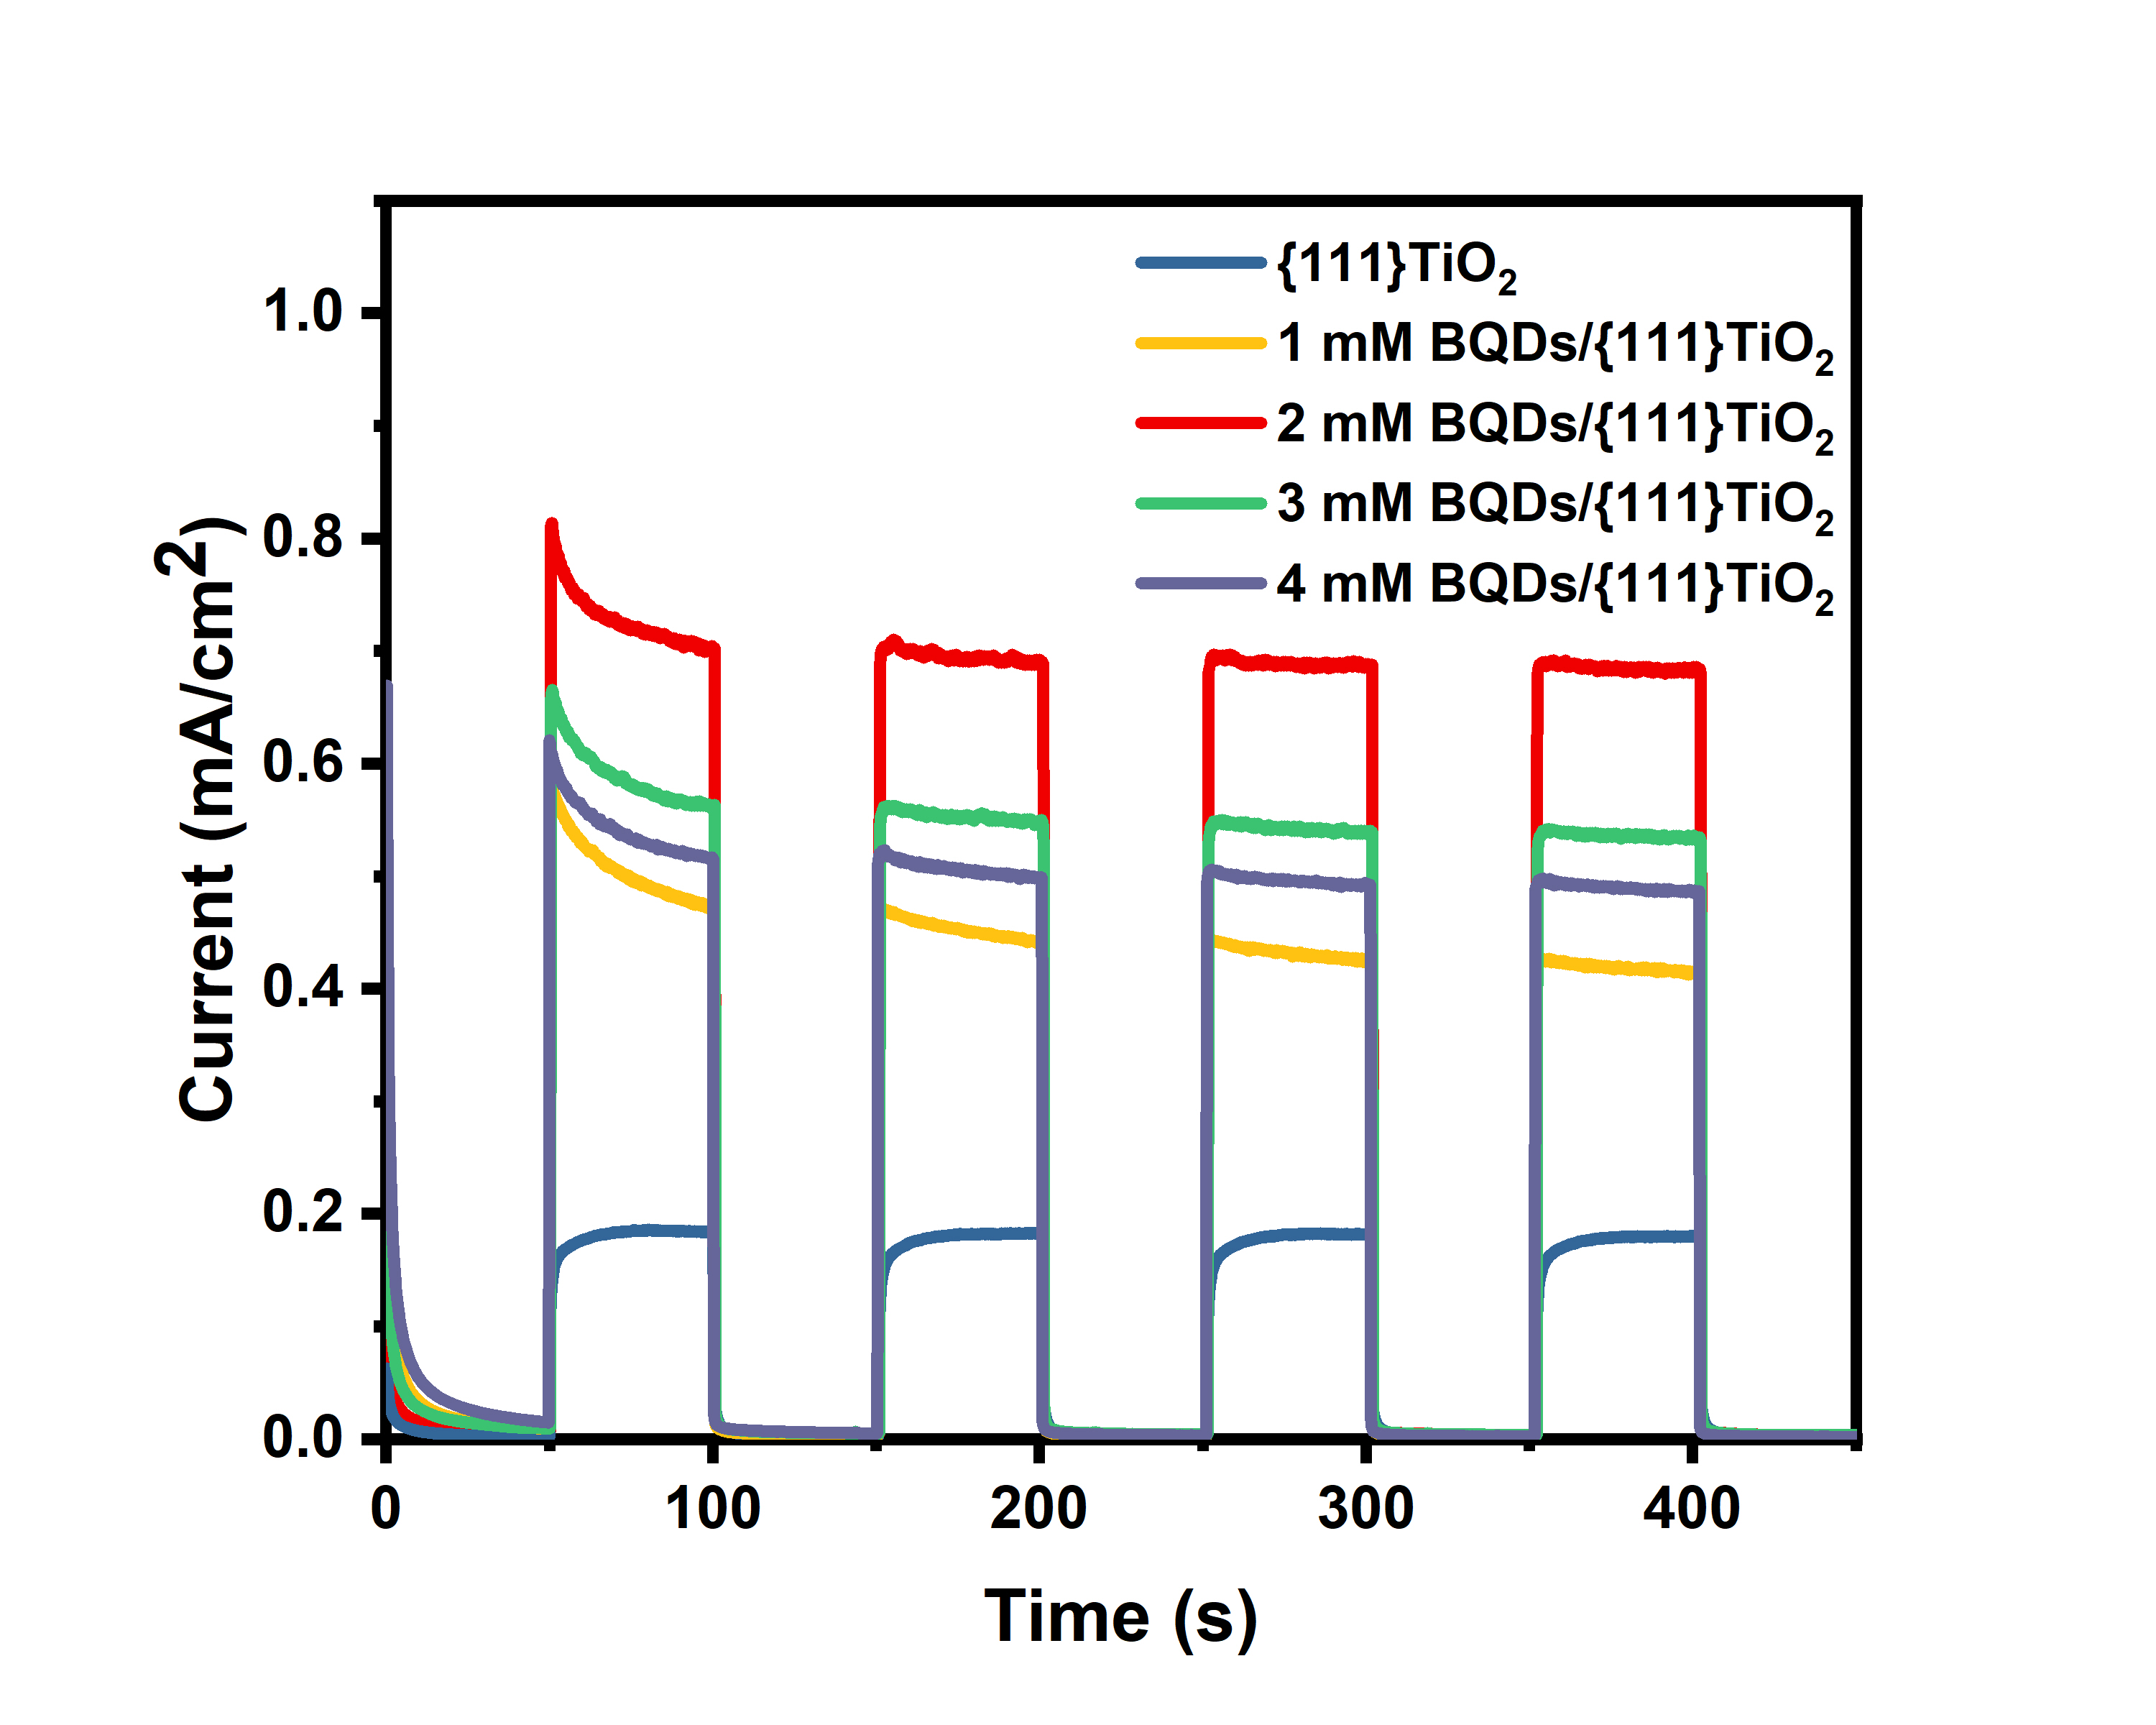 {111}TiO₂
1 mM BQDs/{111}TiO₂
2 mM BQDs/{111}TiO₂
3 mM BQDs/{111}TiO₂
4 mM BQDs/{111}TiO₂
1.0
0.8
0.6
0.4
0.2
0.0
Current (mA/cm²)
0 100 200 300 400
Time (s)